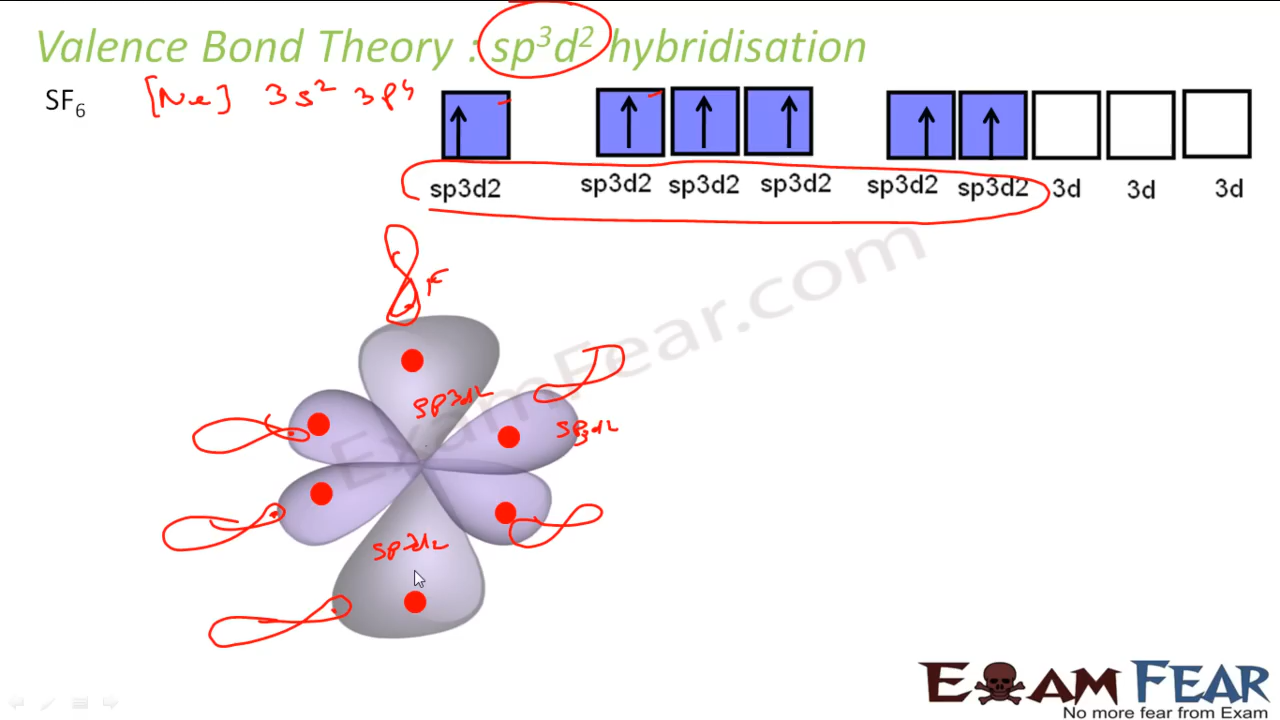 Valence Bond Theory : sp³d² hybridisation
SF₆ [Ne] 3s² 3p⁴
sp3d2 sp3d2 sp3d2 sp3d2 sp3d2 sp3d2 3d 3d 3d
F
sp3d2
sp3d2
sp3d2
ExamFear.com
EXAM FEAR
No more fear from Exam